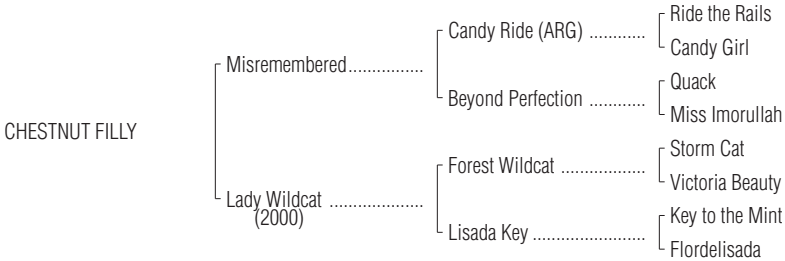 Ride the Rails
Candy Ride (ARG) ............
Candy Girl
Misremembered................
Quack
Beyond Perfection ............
Miss Imorullah
CHESTNUT FILLY
Storm Cat
Forest Wildcat ..................
Victoria Beauty
Lady Wildcat ....................
(2000)
Key to the Mint
Lisada Key ........................
Flordelisada